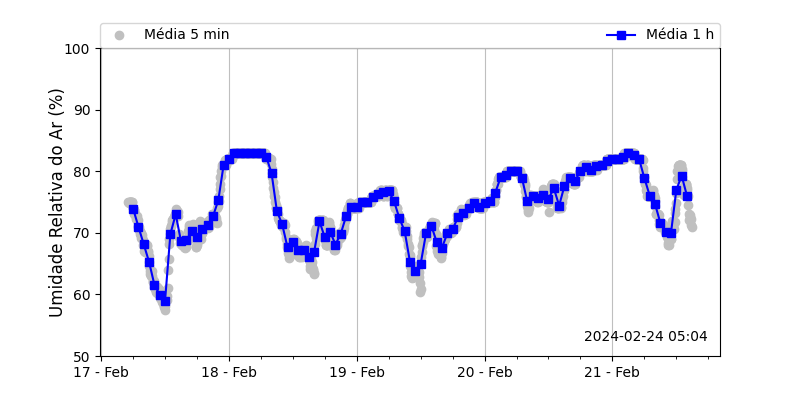 Média 5 min
Média 1 h
Umidade Relativa do Ar (%)
100
90
80
70
60
50
2024-02-24 05:04
17 - Feb
18 - Feb
19 - Feb
20 - Feb
21 - Feb